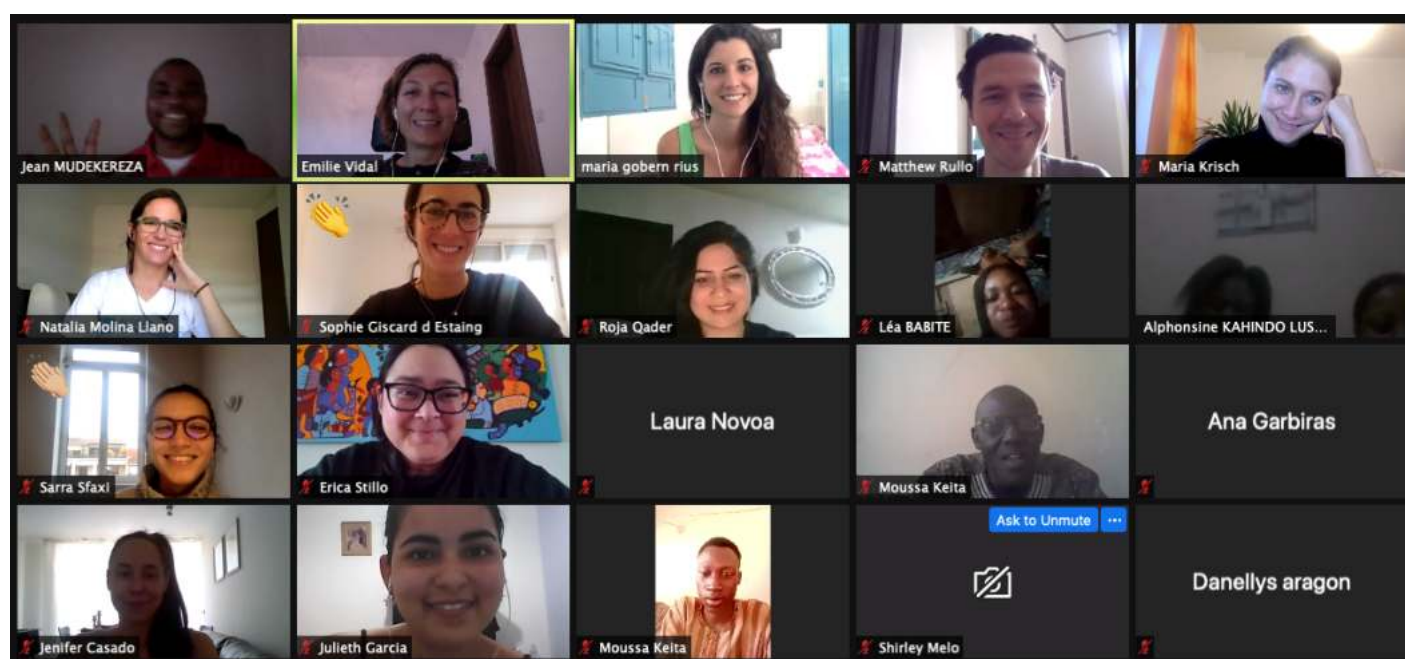 Jean MUDEKEREZA
Emilie Vidal
maria gobern rius
Matthew Rullo
Maria Krisch
Natalia Molina Llano
Sophie Giscard d Estaing
Roja Qader
Léa BABITE
Alphonsine KAHINDO LUS...
Sarra Sfaxi
Erica Stillo
Laura Novoa
Moussa Keita
Ana Garbiras
Jenifer Casado
Julieth Garcia
Moussa Keita
Ask to Unmute
Shirley Melo
Danellys aragon